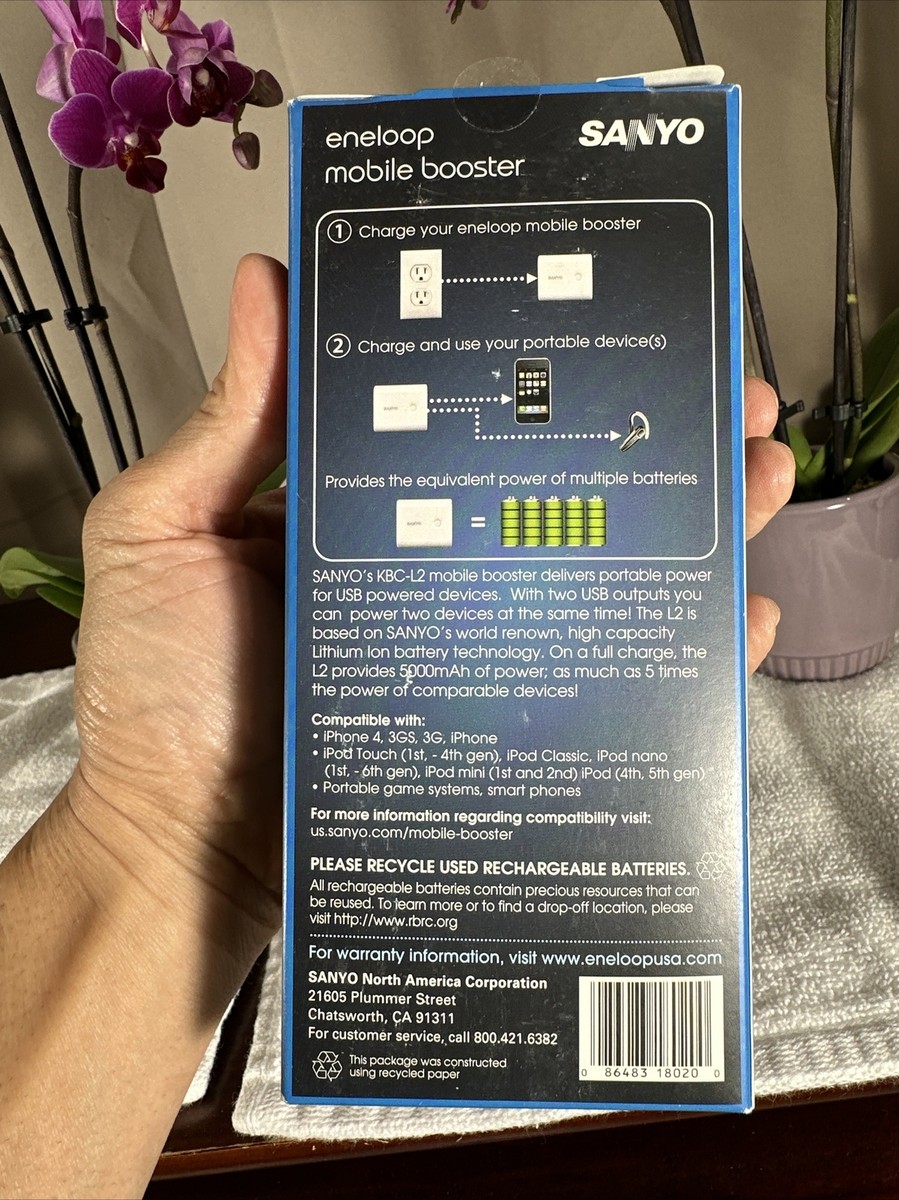 eneloop
mobile booster
SANYO
1 Charge your eneloop mobile booster
2 Charge and use your portable device(s)
Provides the equivalent power of multiple batteries
SANYO
=
SANYO's KBC-L2 mobile booster delivers portable power
for USB powered devices. With two USB outputs you
can power two devices at the same time! The L2 is
based on SANYO's world renown, high capacity
Lithium Ion battery technology. On a full charge, the
L2 provides 5000mAh of power; as much as 5 times
the power of comparable devices!
Compatible with:
• iPhone 4, 3GS, 3G, iPhone
• iPod Touch (1st, - 4th gen), iPod Classic, iPod nano
(1st, - 6th gen), iPod mini (1st and 2nd) iPod (4th, 5th gen)
• Portable game systems, smart phones
For more information regarding compatibility visit:
us.sanyo.com/mobile-booster
PLEASE RECYCLE USED RECHARGEABLE BATTERIES.
All rechargeable batteries contain precious resources that can
be reused. To learn more or to find a drop-off location, please
visit http://www.rbrc.org
For warranty information, visit www.eneloopusa.com
SANYO North America Corporation
21605 Plummer Street
Chatsworth, CA 91311
For customer service, call 800.421.6382
This package was constructed
using recycled paper
0 86483 18020 0